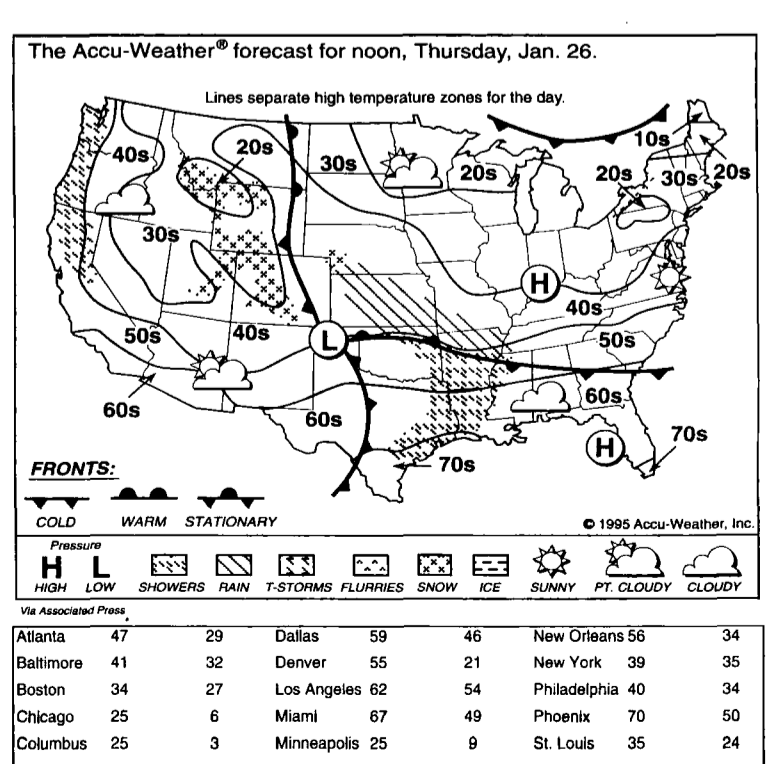 The Accu-Weather® forecast for noon, Thursday, Jan. 26.
Lines separate high temperature zones for the day.
10s
40s
20s
30s
20s
20s
30s
20s
30s
H
40s
50s
40s
L
50s
60s
60s
60s
H
70s
70s
FRONTS:
COLD WARM STATIONARY
© 1995 Accu-Weather, Inc.
Pressure
H L
HIGH LOW SHOWERS RAIN T-STORMS FLURRIES SNOW ICE SUNNY PT. CLOUDY CLOUDY
Via Associated Press
Atlanta 47 29 Dallas 59 46 New Orleans 56 34
Baltimore 41 32 Denver 55 21 New York 39 35
Boston 34 27 Los Angeles 62 54 Philadelphia 40 34
Chicago 25 6 Miami 67 49 Phoenix 70 50
Columbus 25 3 Minneapolis 25 9 St. Louis 35 24